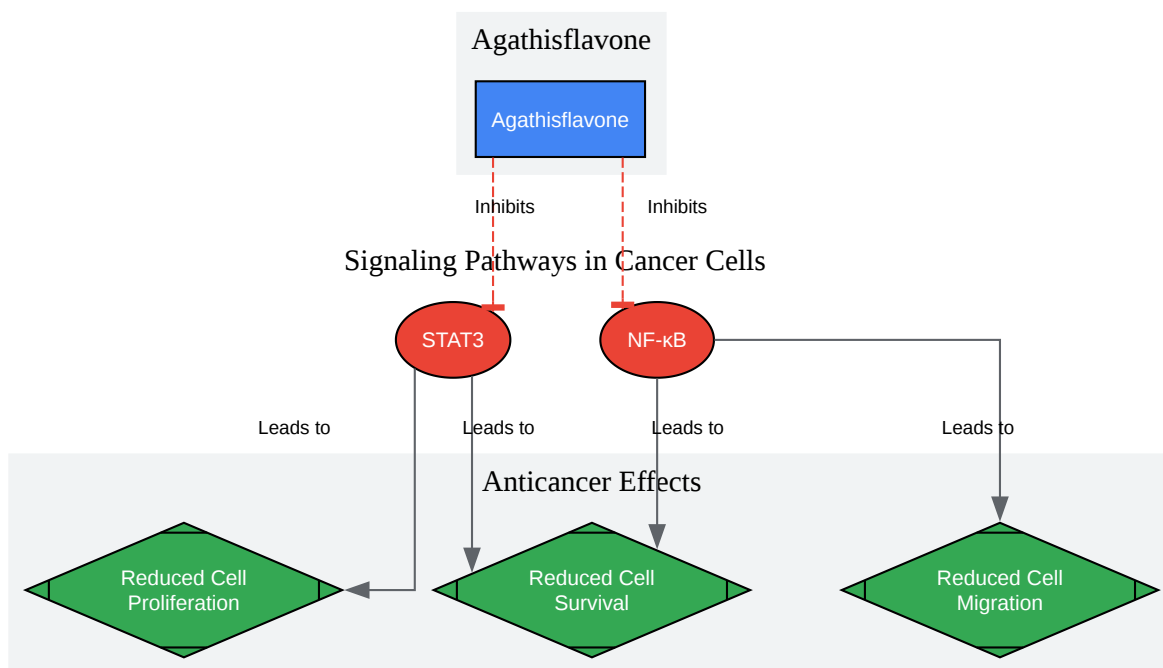 Agathisflavone
Agathisflavone
Inhibits
Inhibits
Signaling Pathways in Cancer Cells
STAT3
NF-κB
Leads to
Leads to
Leads to
Leads to
Anticancer Effects
Reduced Cell
Proliferation
Reduced Cell
Survival
Reduced Cell
Migration